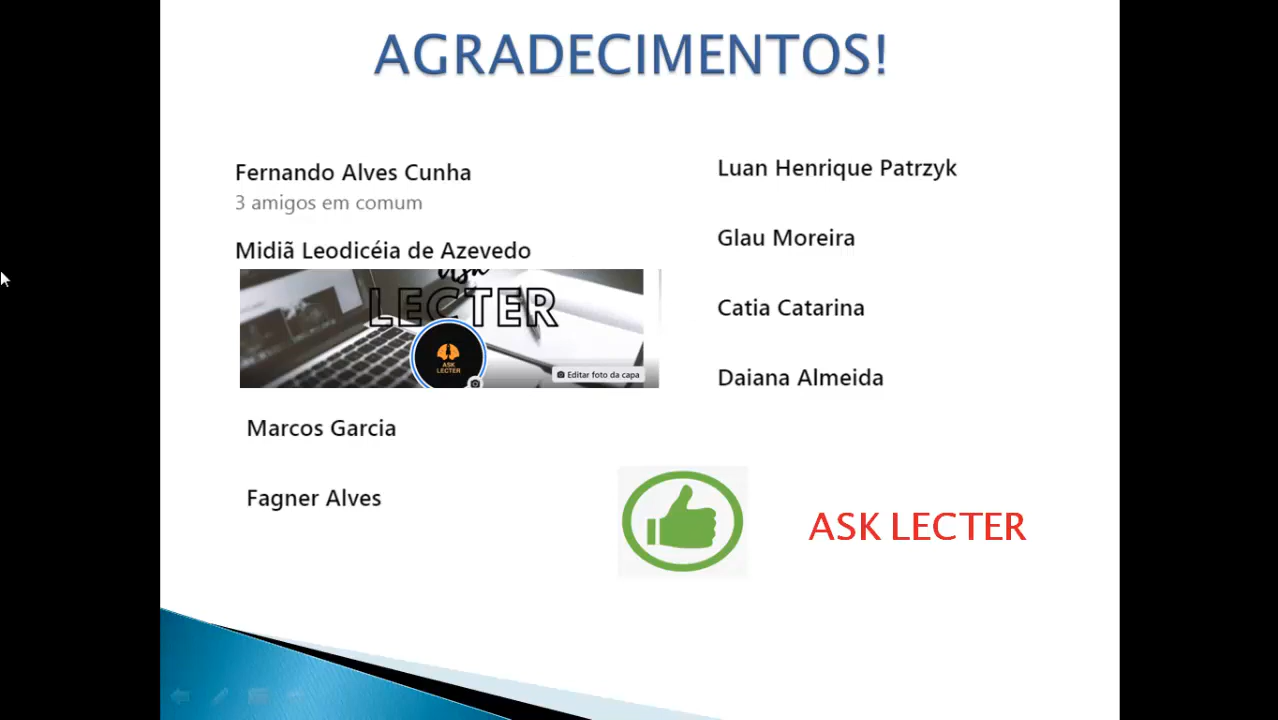 AGRADECIMENTOS!
Fernando Alves Cunha
3 amigos em comum
Midiã Leodicéia de Azevedo
Ask
LECTER
ASK
LECTER
Editar foto da capa
Marcos Garcia
Fagner Alves
Luan Henrique Patrzyk
Glau Moreira
Catia Catarina
Daiana Almeida
ASK LECTER